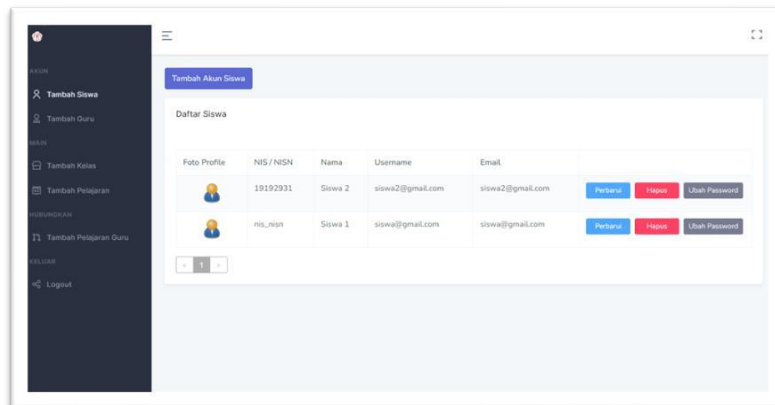 AKUN
Tambah Siswa
Tambah Guru
MAIN
Tambah Kelas
Tambah Pelajaran
HUBUNGKAN
Tambah Pelajaran Guru
KELUAR
Logout
Tambah Akun Siswa
Daftar Siswa
Foto Profile NIS / NISN Nama Username Email
19192931 Siswa 2 siswa2@gmail.com siswa2@gmail.com Perbarui Hapus Ubah Password
nis_nisn Siswa 1 siswa@gmail.com siswa@gmail.com Perbarui Hapus Ubah Password
‹ 1 ›